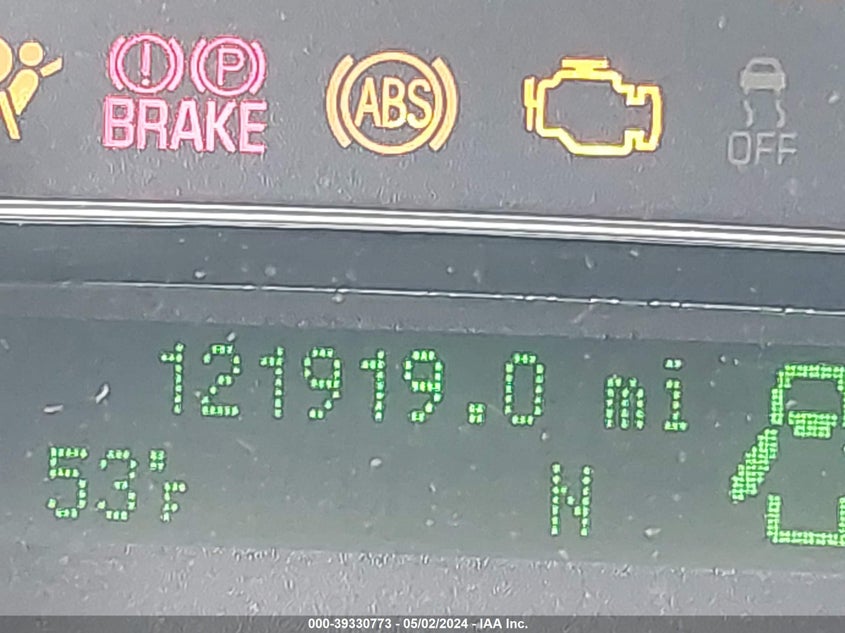 BRAKE
ABS
OFF
121919.0 mi
53°F N
000-39330773 - 05/02/2024 - IAA Inc.